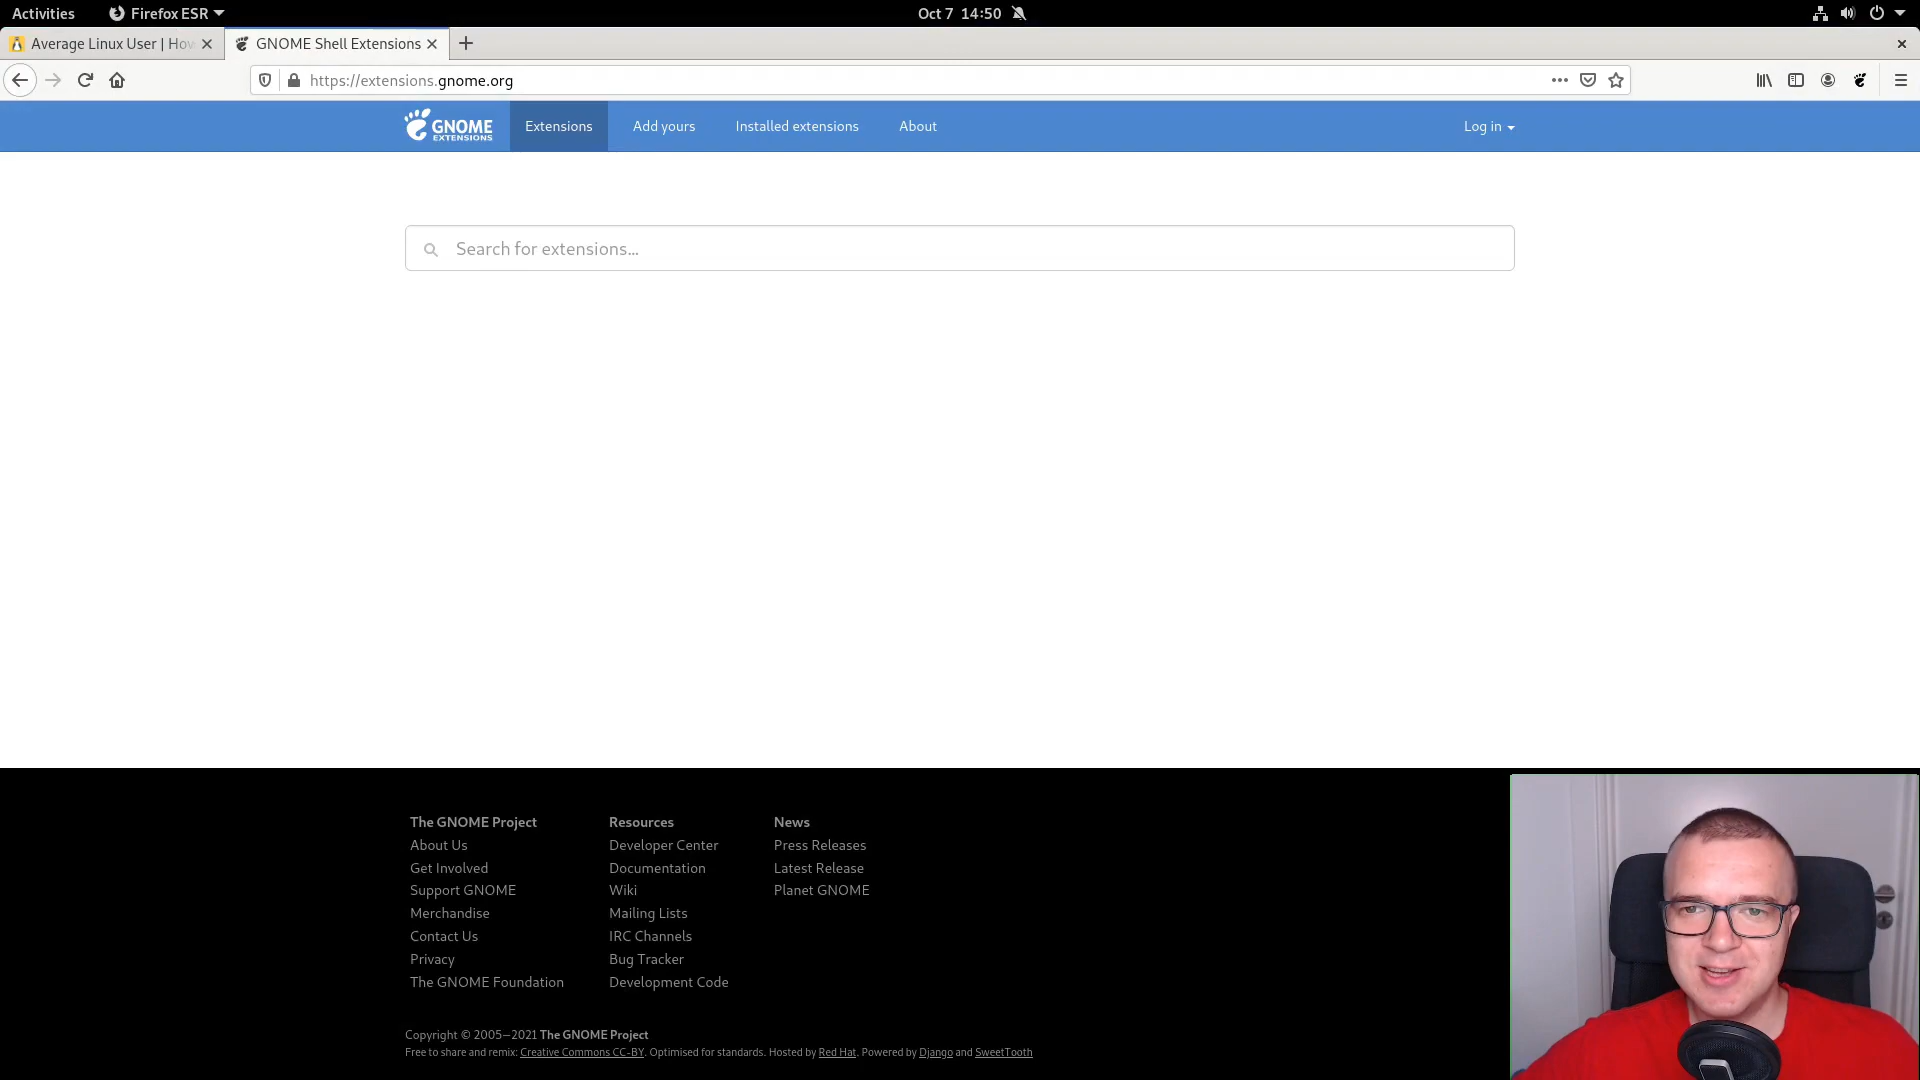 Activities
Firefox ESR
Oct 7 14:50
Average Linux User | Hov
GNOME Shell Extensions
https://extensions.gnome.org
GNOME
EXTENSIONS
Extensions
Add yours
Installed extensions
About
Log in
Search for extensions...
The GNOME Project
About Us
Get Involved
Support GNOME
Merchandise
Contact Us
Privacy
The GNOME Foundation
Resources
Developer Center
Documentation
Wiki
Mailing Lists
IRC Channels
Bug Tracker
Development Code
News
Press Releases
Latest Release
Planet GNOME
Copyright © 2005–2021 The GNOME Project
Free to share and remix: Creative Commons CC-BY. Optimised for standards. Hosted by Red Hat. Powered by Django and SweetTooth